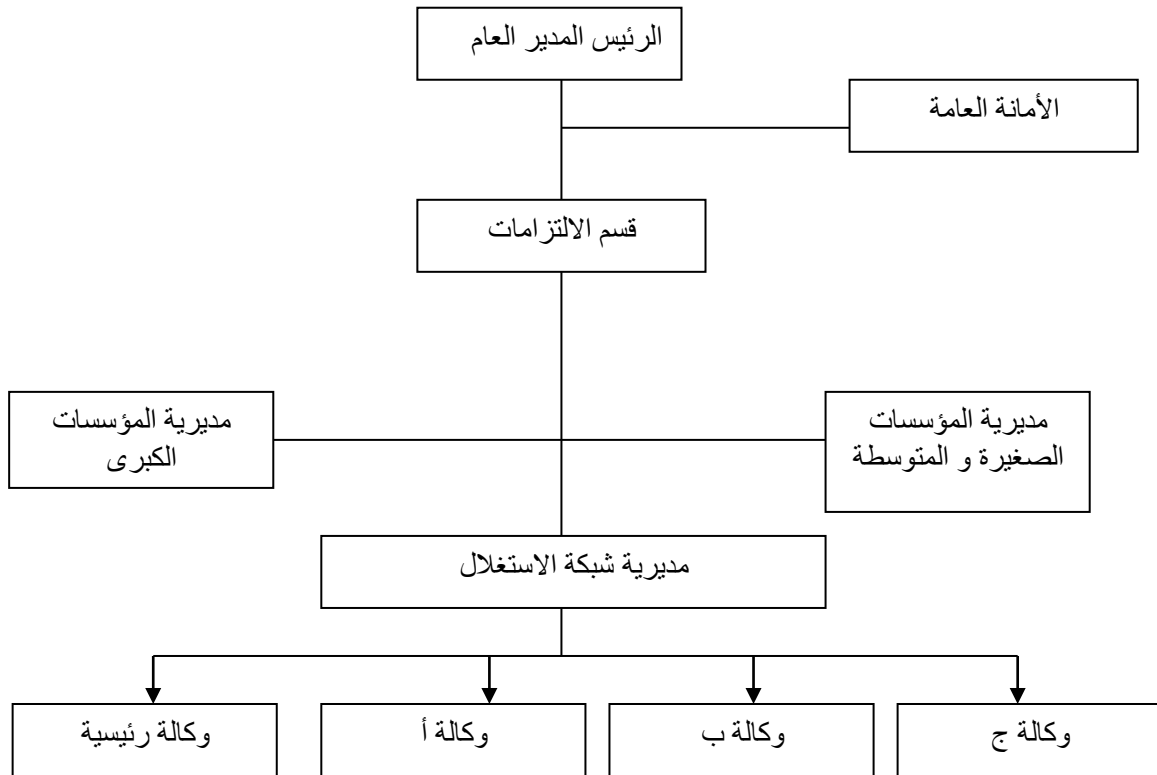 الرئيس المدير العام
الأمانة العامة
قسم الالتزامات
مديرية المؤسسات
الصغيرة و المتوسطة
مديرية المؤسسات
الكبرى
مديرية شبكة الاستغلال
وكالة ج
وكالة ب
وكالة أ
وكالة رئيسية